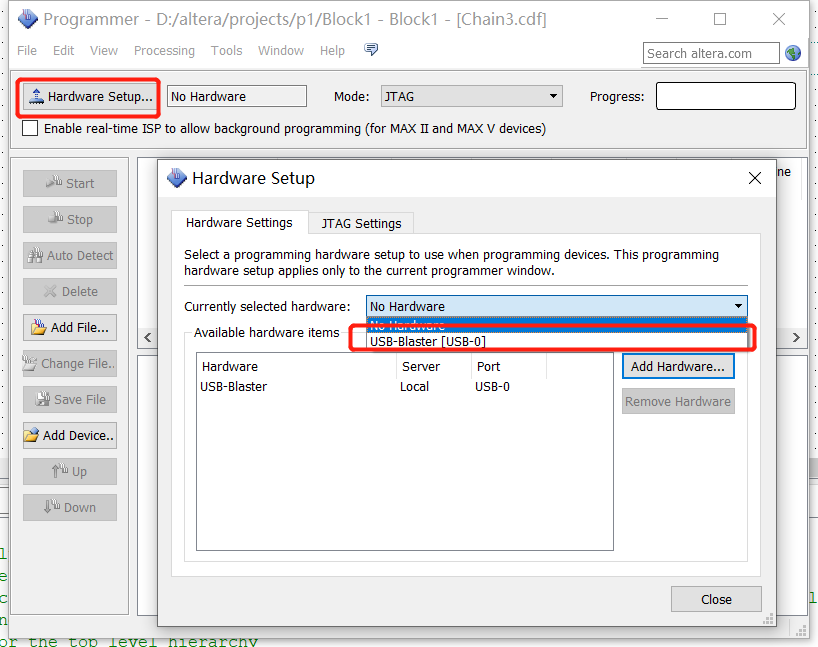 Programmer - D:/altera/projects/p1/Block1 - Block1 - [Chain3.cdf]
File Edit View Processing Tools Window Help
Search altera.com
Hardware Setup... No Hardware Mode: JTAG Progress:
Enable real-time ISP to allow background programming (for MAX II and MAX V devices)
Start
Stop
Auto Detect
Delete
Add File...
Change File..
Save File
Add Device..
Up
Down
ne
Hardware Setup
Hardware Settings JTAG Settings
Select a programming hardware setup to use when programming devices. This programming
hardware setup applies only to the current programmer window.
Currently selected hardware: No Hardware
No Hardware
USB-Blaster [USB-0]
Available hardware items
Hardware Server Port
USB-Blaster Local USB-0
Add Hardware...
Remove Hardware
Close
or the top level hierarchy